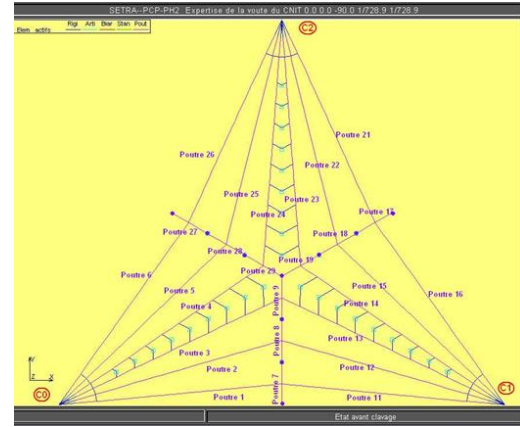 SETRA--PCP-PH2 Expertise de la voute du CNIT 0.0 0.0 -90.0 1/728.9 1/728.9
Elem. actifs Rigi Arti Biar Sten Pout
C2
Poutre 21
Poutre 26
Poutre 22
Poutre 25
Poutre 23
Poutre 24
Poutre 17
Poutre 27
Poutre 18
Poutre 28
Poutre 19
Poutre 29
Poutre 6
Poutre 5
Poutre 15
Poutre 16
Poutre 4
Poutre 9
Poutre 14
Poutre 8
Poutre 13
Poutre 3
Poutre 2
Poutre 12
Y
Z X
Poutre 7
C0
Poutre 1
Poutre 11
C1
Etat avant clavage